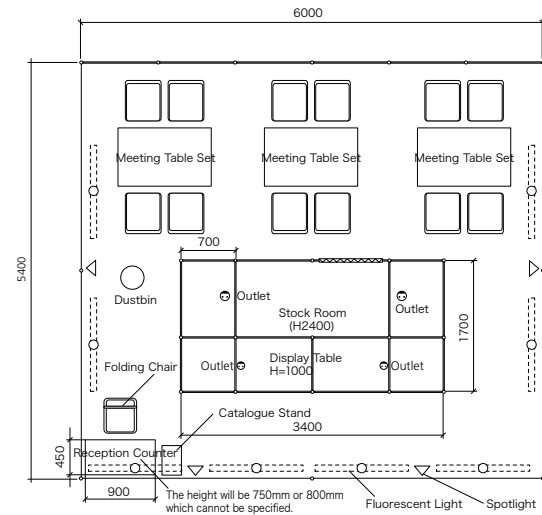 6000
Meeting Table Set
Meeting Table Set
Meeting Table Set
5400
700
Dustbin
Outlet
Stock Room
(H2400)
Outlet
1700
Outlet
Display Table
H=1000
Outlet
Folding Chair
Catalogue Stand
3400
450
Reception Counter
900
The height will be 750mm or 800mm
which cannot be specified.
Fluorescent Light
Spotlight